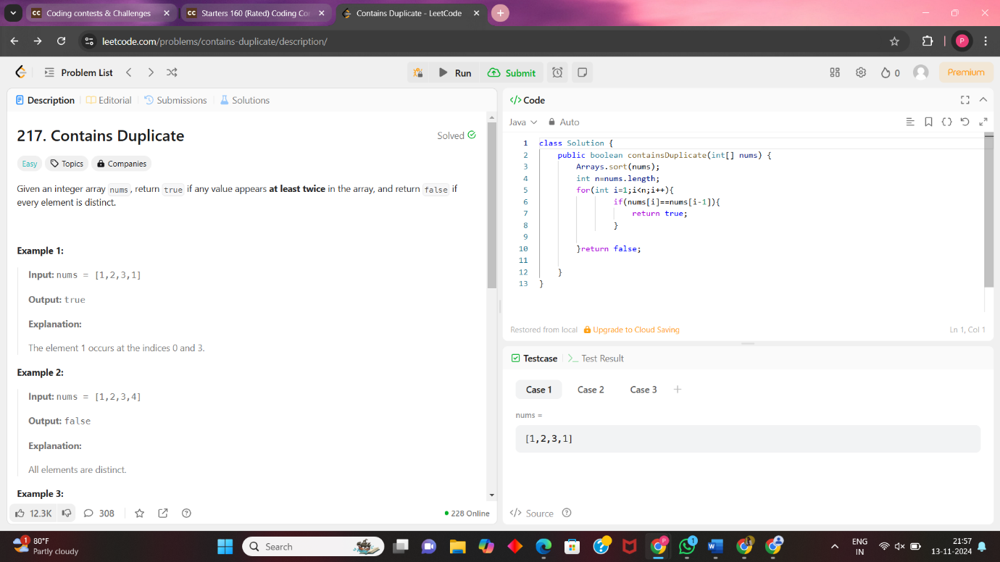 Coding contests & Challenges
Starters 160 (Rated) Coding Co
Contains Duplicate - LeetCode
leetcode.com/problems/contains-duplicate/description/
P
Problem List
Run
Submit
0
Premium
Description
Editorial
Submissions
Solutions
217. Contains Duplicate
Solved
Easy
Topics
Companies
Given an integer array nums, return true if any value appears at least twice in the array, and return false if
every element is distinct.
Example 1:
Input: nums = [1,2,3,1]
Output: true
Explanation:
The element 1 occurs at the indices 0 and 3.
Example 2:
Input: nums = [1,2,3,4]
Output: false
Explanation:
All elements are distinct.
Example 3:
12.3K
308
228 Online
Code
Java
Auto
1 class Solution {
2 public boolean containsDuplicate(int[] nums) {
3 Arrays.sort(nums);
4 int n=nums.length;
5 for(int i=1;i<n;i++){
6 if(nums[i]==nums[i-1]){
7 return true;
8 }
9
10 }return false;
11
12 }
13 }
Restored from local
Upgrade to Cloud Saving
Ln 1, Col 1
Testcase
Test Result
Case 1
Case 2
Case 3
nums =
[1,2,3,1]
Source
1
80°F
Partly cloudy
Search
P
1
W
ENG
IN
21:57
13-11-2024